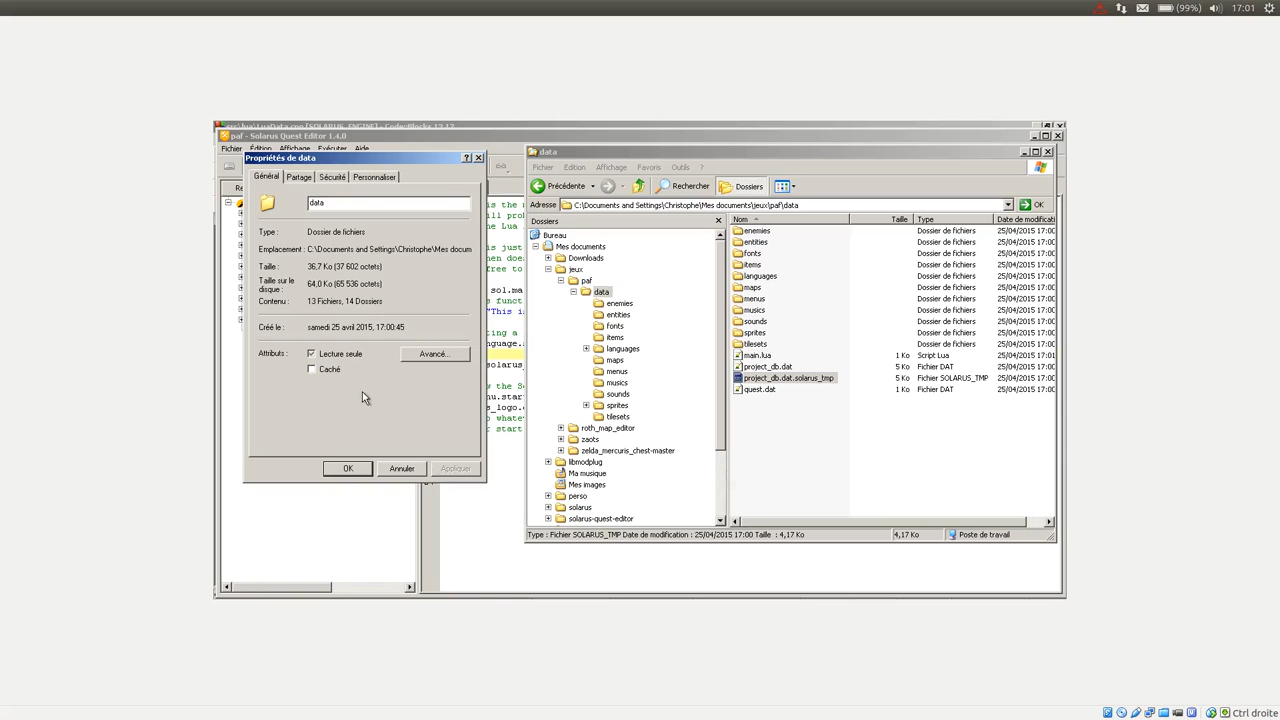 (99%) 17:01
paf - Solarus Quest Editor 1.4.0
Fichier Édition Affichage Exécuter Aide
Propriétés de data
Général Partage Sécurité Personnaliser
data
Type : Dossier de fichiers
Emplacement : C:\Documents and Settings\Christophe\Mes docum
Taille : 36,7 Ko (37 602 octets)
Taille sur le disque : 64,0 Ko (65 536 octets)
Contenu : 13 Fichiers, 14 Dossiers
Créé le : samedi 25 avril 2015, 17:00:45
Attributs : Lecture seule Avancé...
Caché
OK Annuler Appliquer
data
Fichier Edition Affichage Favoris Outils ?
Précédente Rechercher Dossiers
Adresse C:\Documents and Settings\Christophe\Mes documents\jeux\paf\data OK
Dossiers
Bureau
Mes documents
Downloads
jeux
paf
data
enemies
entities
fonts
items
languages
maps
menus
musics
sounds
sprites
tilesets
roth_map_editor
zaots
zelda_mercuris_chest-master
libmodplug
Ma musique
Mes images
perso
solarus
solarus-quest-editor
Nom Taille Type Date de modificati
enemies Dossier de fichiers 25/04/2015 17:00
entities Dossier de fichiers 25/04/2015 17:00
fonts Dossier de fichiers 25/04/2015 17:00
items Dossier de fichiers 25/04/2015 17:00
languages Dossier de fichiers 25/04/2015 17:00
maps Dossier de fichiers 25/04/2015 17:00
menus Dossier de fichiers 25/04/2015 17:00
musics Dossier de fichiers 25/04/2015 17:00
sounds Dossier de fichiers 25/04/2015 17:00
sprites Dossier de fichiers 25/04/2015 17:00
tilesets Dossier de fichiers 25/04/2015 17:00
main.lua 1 Ko Script Lua 25/04/2015 17:00
project_db.dat 5 Ko Fichier DAT 25/04/2015 17:00
project_db.dat.solarus_tmp 5 Ko Fichier SOLARUS_TMP 25/04/2015 17:00
quest.dat 1 Ko Fichier DAT 25/04/2015 17:00
Type : Fichier SOLARUS_TMP Date de modification : 25/04/2015 17:00 Taille : 4,17 Ko 4,17 Ko Poste de travail
Ctrl droite